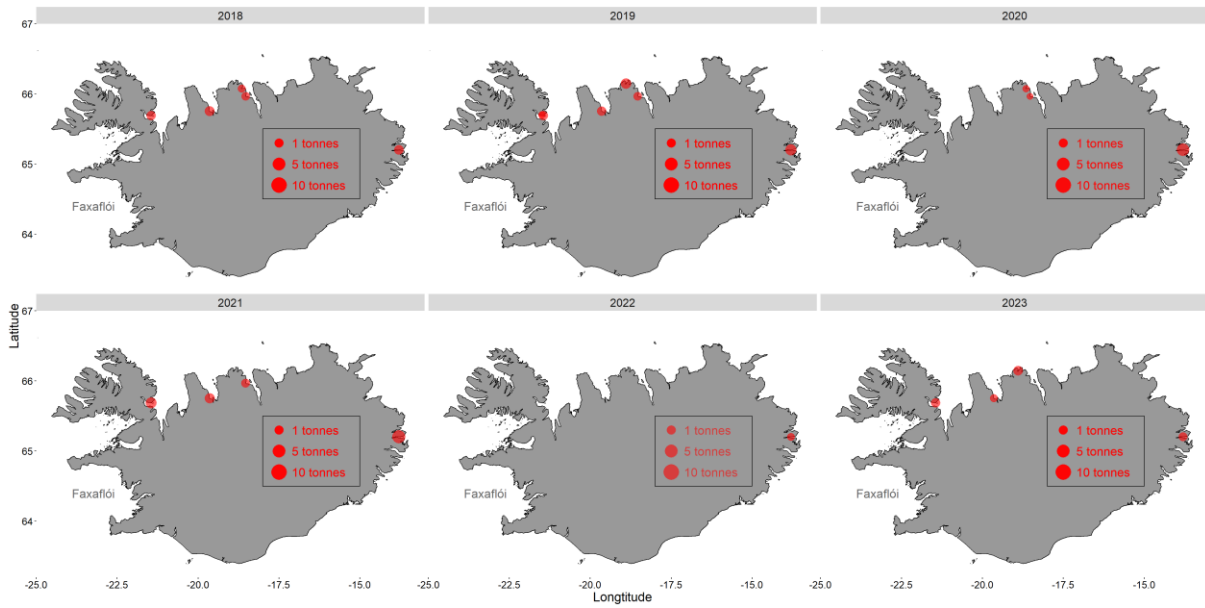 2018
2019
2020
67
66
65
64
1 tonnes
5 tonnes
10 tonnes
Faxaflói
1 tonnes
5 tonnes
10 tonnes
Faxaflói
1 tonnes
5 tonnes
10 tonnes
Faxaflói
2021
2022
2023
67
66
65
64
Latitude
1 tonnes
5 tonnes
10 tonnes
Faxaflói
1 tonnes
5 tonnes
10 tonnes
Faxaflói
1 tonnes
5 tonnes
10 tonnes
Faxaflói
-25.0 -22.5 -20.0 -17.5 -15.0 -25.0 -22.5 -20.0 -17.5 -15.0 -25.0 -22.5 -20.0 -17.5 -15.0
Longtitude